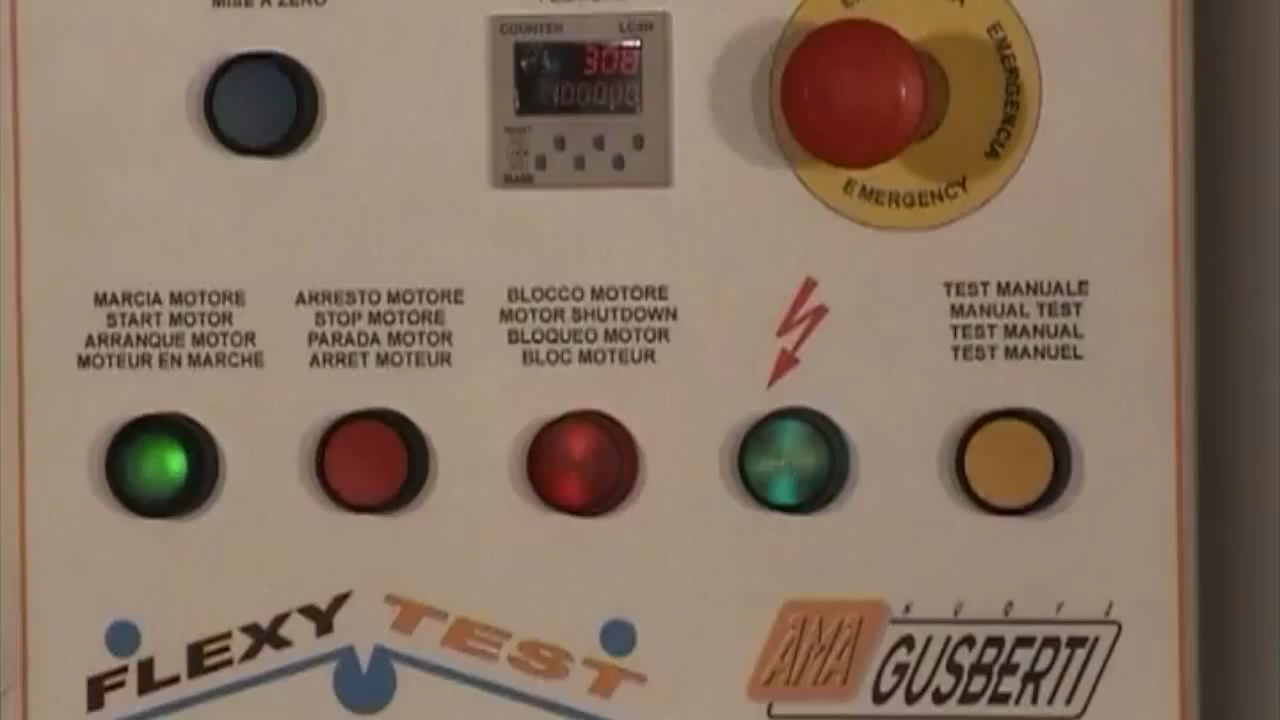 MISE A ZERO
COUNTER LC4H
308
EMERGENCIA
EMERGENCY
MARCIA MOTORE
START MOTOR
ARRANQUE MOTOR
MOTEUR EN MARCHE
ARRESTO MOTORE
STOP MOTORE
PARADA MOTOR
ARRET MOTEUR
BLOCCO MOTORE
MOTOR SHUTDOWN
BLOQUEO MOTOR
BLOC MOTEUR
TEST MANUALE
MANUAL TEST
TEST MANUAL
TEST MANUEL
FLEXY TEST
AMA
GUSBERTI